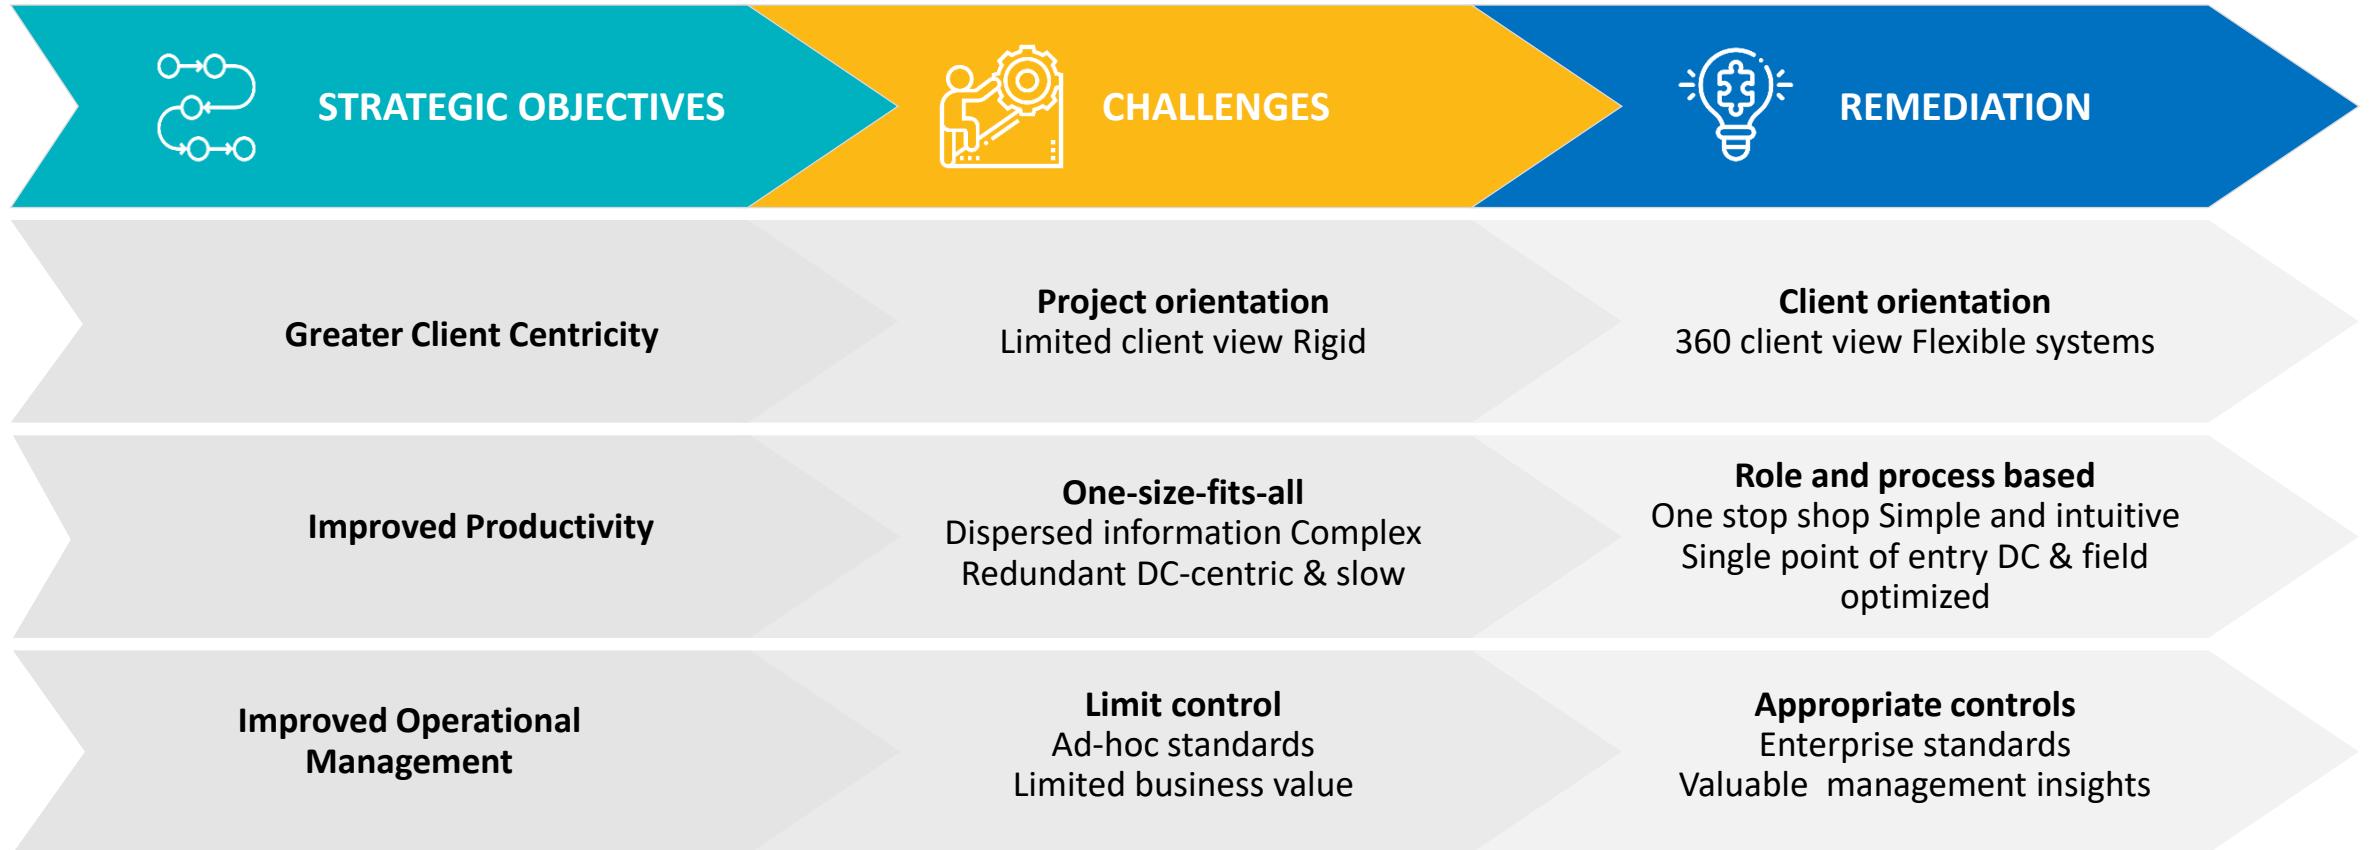 STRATEGIC OBJECTIVES
CHALLENGES
REMEDIATION
Greater Client Centricity
Project orientation
Limited client view Rigid
Client orientation
360 client view Flexible systems
Improved Productivity
One-size-fits-all
Dispersed information Complex
Redundant DC-centric & slow
Role and process based
One stop shop Simple and intuitive
Single point of entry DC & field
optimized
Improved Operational
Management
Limit control
Ad-hoc standards
Limited business value
Appropriate controls
Enterprise standards
Valuable  management insights